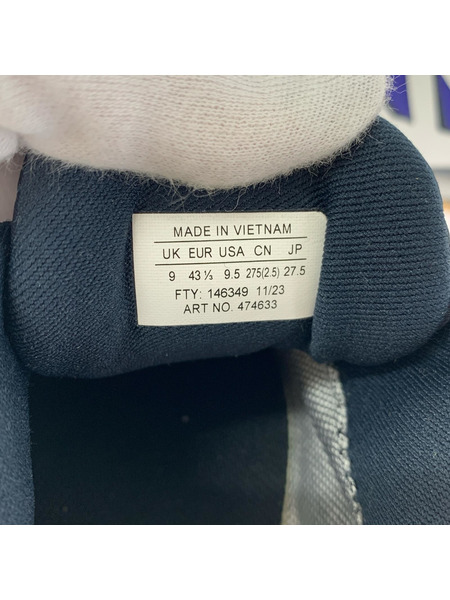 MADE IN VIETNAM
UK EUR USA CN JP
9 43 ⅓ 9.5 275(2.5) 27.5
FTY: 146349 11/23
ART NO. 474633